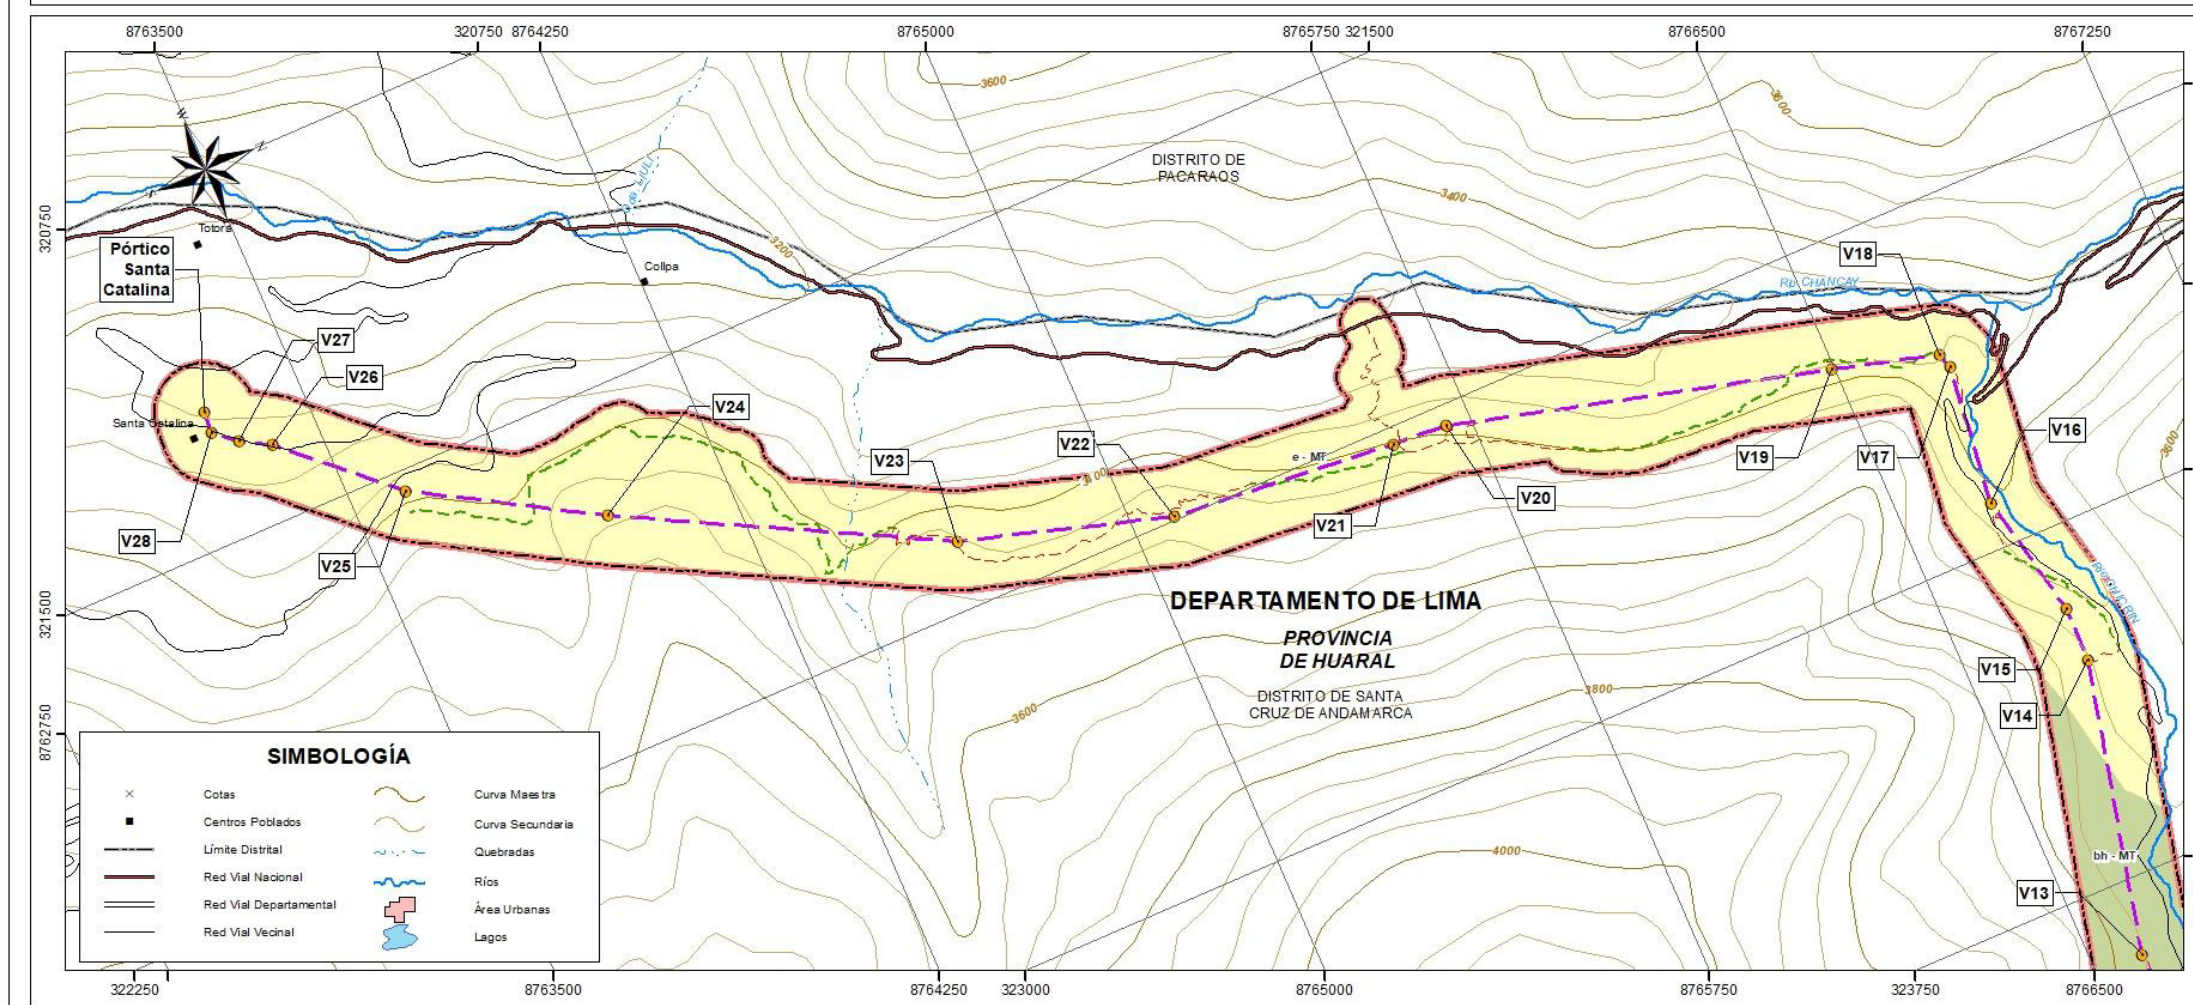 8763500
320750
8764250
8765000
8765750
321500
8766500
8767250
320750
321500
8762750
W
Z
DISTRITO DE
PACARAOS
3600
3600
3400
3200
Totora
Collpa
Pórtico
Santa
Catalina
Santa Catalina
V27
V26
V28
V25
V24
V23
V22
V21
V20
V19
V18
V17
V16
V15
V14
V13
Río CHANCAY
e - MT
bh - MT
3600
DEPARTAMENTO DE LIMA
PROVINCIA
DE HUARAL
DISTRITO DE SANTA
CRUZ DE ANDAMARCA
3600
3800
4000
SIMBOLOGÍA
Cotas
Centros Poblados
Límite Distrital
Red Vial Nacional
Red Vial Departamental
Red Vial Vecinal
Curva Maestra
Curva Secundaria
Quebradas
Ríos
Área Urbanas
Lagos
322250
8763500
8764250
323000
8765000
8765750
323750
8766500